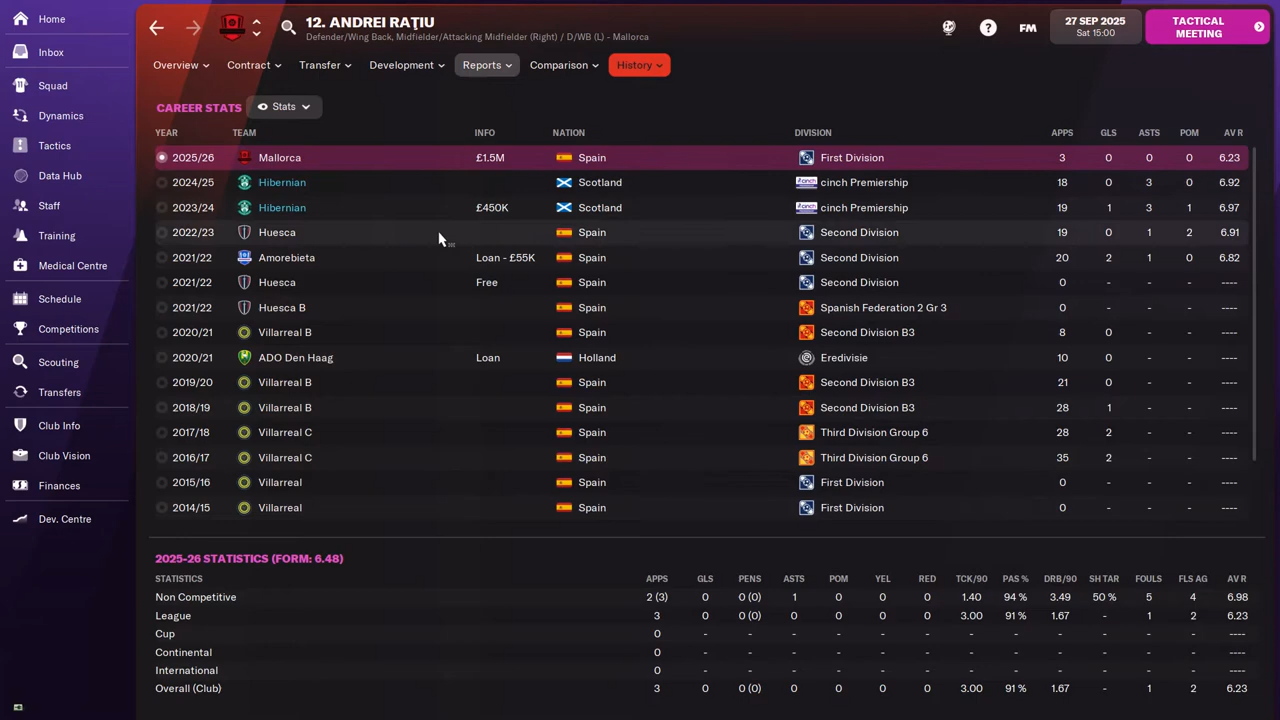 Home
Inbox
Squad
Dynamics
Tactics
Data Hub
Staff
Training
Medical Centre
Schedule
Competitions
Scouting
Transfers
Club Info
Club Vision
Finances
Dev. Centre
12. ANDREI RAŢIU
Defender/Wing Back, Midfielder/Attacking Midfielder (Right) / D/WB (L) - Mallorca
? FM
27 SEP 2025
Sat 15:00
TACTICAL
MEETING
Overview Contract Transfer Development Reports Comparison History
CAREER STATS Stats
YEAR TEAM INFO NATION DIVISION APPS GLS ASTS POM AV R
2025/26 Mallorca £1.5M Spain First Division 3 0 0 0 6.23
2024/25 Hibernian Scotland cinch Premiership 18 0 3 0 6.92
2023/24 Hibernian £450K Scotland cinch Premiership 19 1 3 1 6.97
2022/23 Huesca Spain Second Division 19 0 1 2 6.91
2021/22 Amorebieta Loan - £55K Spain Second Division 20 2 1 0 6.82
2021/22 Huesca Free Spain Second Division 0 - - - ----
2021/22 Huesca B Spain Spanish Federation 2 Gr 3 0 - - - ----
2020/21 Villarreal B Spain Second Division B3 8 0 - - ----
2020/21 ADO Den Haag Loan Holland Eredivisie 10 0 - - ----
2019/20 Villarreal B Spain Second Division B3 21 0 - - ----
2018/19 Villarreal B Spain Second Division B3 28 1 - - ----
2017/18 Villarreal C Spain Third Division Group 6 28 2 - - ----
2016/17 Villarreal C Spain Third Division Group 6 35 2 - - ----
2015/16 Villarreal Spain First Division 0 - - - ----
2014/15 Villarreal Spain First Division 0 - - - ----
2025-26 STATISTICS (FORM: 6.48)
STATISTICS APPS GLS PENS ASTS POM YEL RED TCK/90 PAS % DRB/90 SH TAR FOULS FLS AG AV R
Non Competitive 2 (3) 0 0 (0) 1 0 0 0 1.40 94 % 3.49 50 % 5 4 6.98
League 3 0 0 (0) 0 0 0 0 3.00 91 % 1.67 - 1 2 6.23
Cup 0 - - - - - - - - - - - - ----
Continental 0 - - - - - - - - - - - - ----
International 0 - - - - - - - - - - - - ----
Overall (Club) 3 0 0 (0) 0 0 0 0 3.00 91 % 1.67 - 1 2 6.23